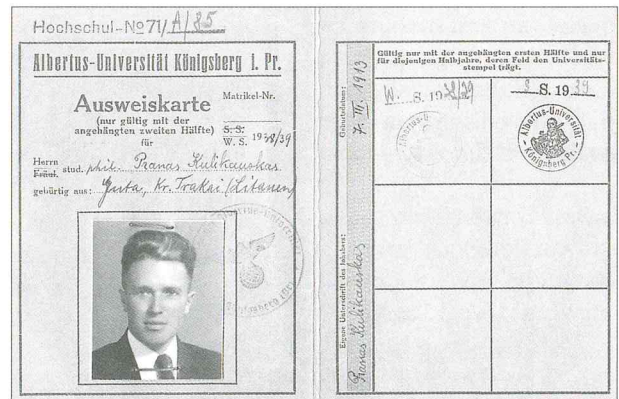 Hochschul-No 71/A/85
Albertus-Universität Königsberg i. Pr.
Ausweiskarte
(nur gültig mit der
angehängten zweiten Hälfte)
für
Matrikel-Nr.
S. S.
W. S. 1938/39
Herrn
Fräul. stud. phil. Pranas Kulikauskas
gebürtig aus: Kr. Trakai (Litauen)
Geburtsdatum: 7. III. 1913
Eigene Unterschrift des Inhabers: Pranas Kulikauskas
Gültig nur mit der angehängten ersten Hälfte und nur
für diejenigen Halbjahre, deren Feld den Universitäts-
stempel trägt.
W. S. 1938/39
S. S. 1939
Albertus-Universität
Königsberg Pr.